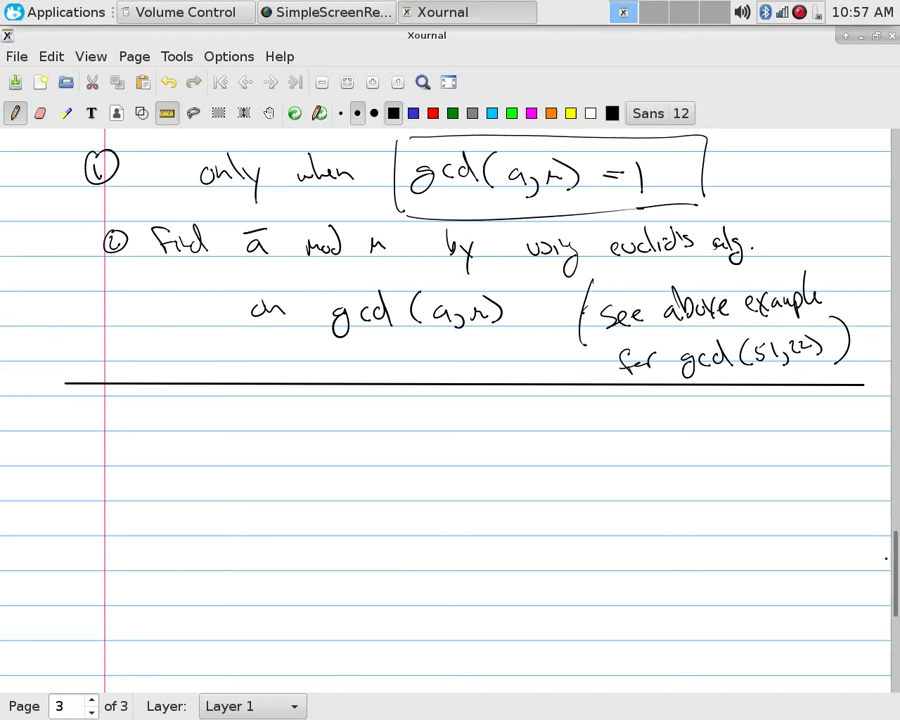 Applications Volume Control SimpleScreenRe... Xournal 10:57 AM
Xournal
File Edit View Page Tools Options Help
T Sans 12
① only when gcd(a,n) = 1
② Find a̅ mod n by using euclid's alg.
on gcd(a,n) (see above example
for gcd(51,22))
Page 3 of 3 Layer: Layer 1